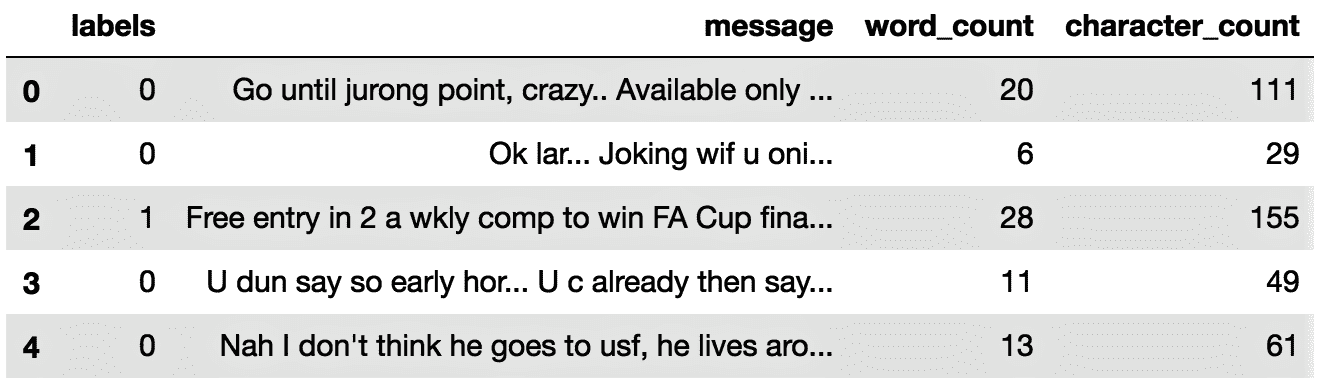 labels message word_count character_count
0 0 Go until jurong point, crazy.. Available only ... 20 111
1 0 Ok lar... Joking wif u oni... 6 29
2 1 Free entry in 2 a wkly comp to win FA Cup fina... 28 155
3 0 U dun say so early hor... U c already then say... 11 49
4 0 Nah I don't think he goes to usf, he lives aro... 13 61